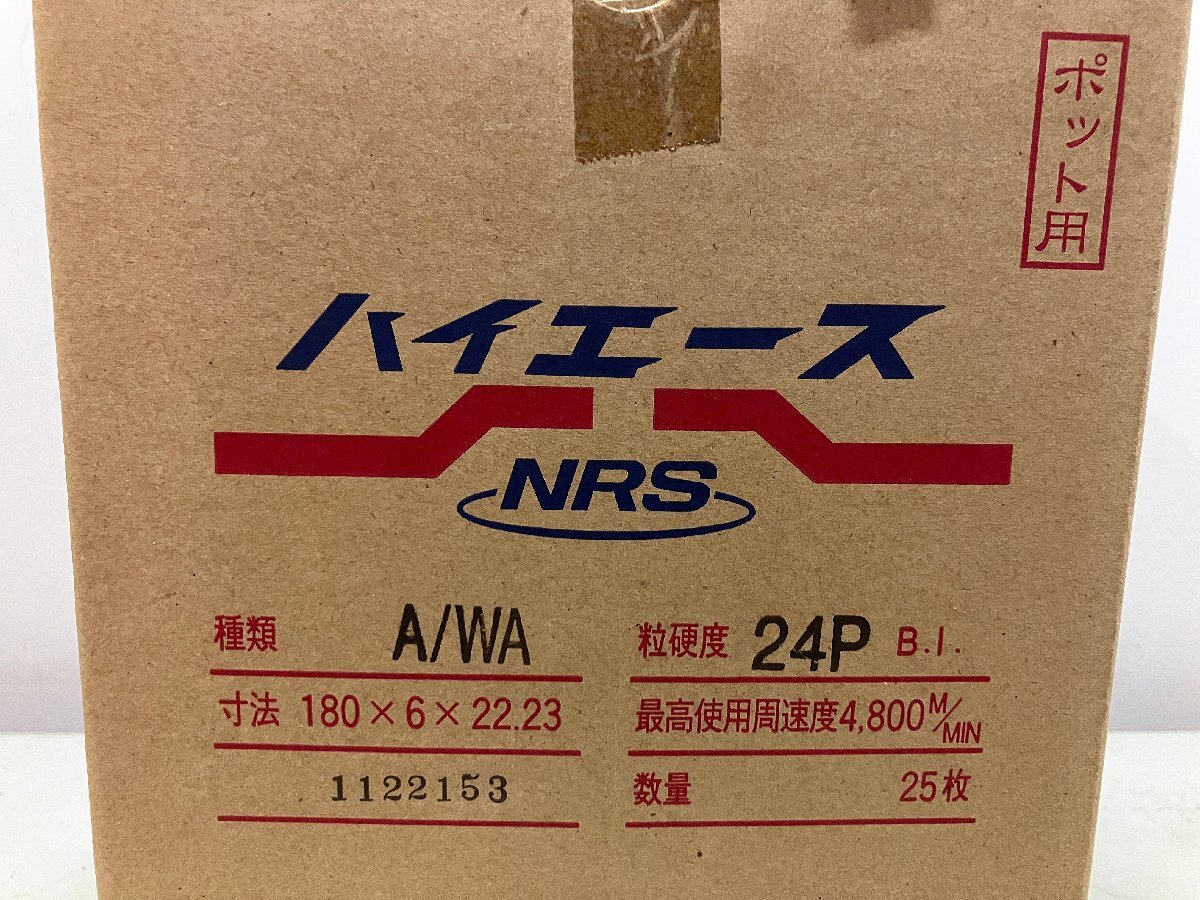 ポット用
ハイエース
NRS
種類 A/WA
粒硬度 24P B.I.
寸法 180×6×22.23
最高使用周速度4,800M/MIN
1122153
数量 25枚